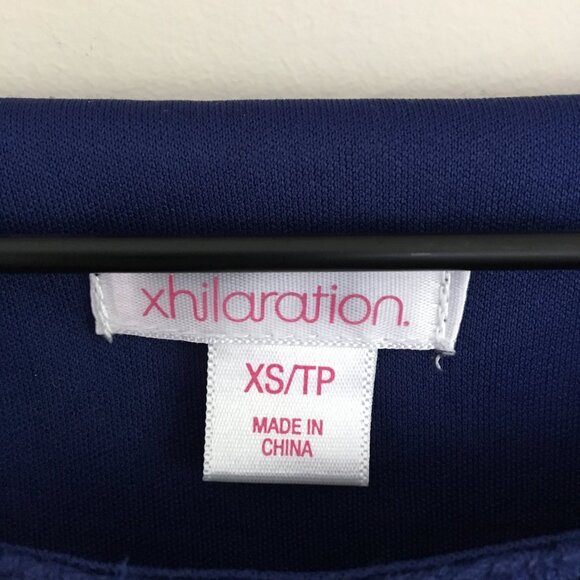 xhilaration.
XS/TP
MADE IN
CHINA